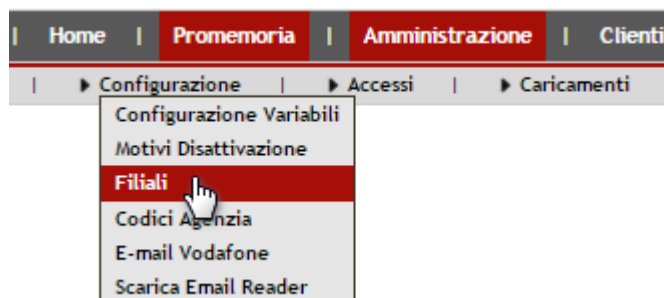 | Home | Promemoria | Amministrazione | Clienti
| Configurazione | Accessi | Caricamenti
Configurazione Variabili
Motivi Disattivazione
Filiali
Codici Agenzia
E-mail Vodafone
Scarica Email Reader